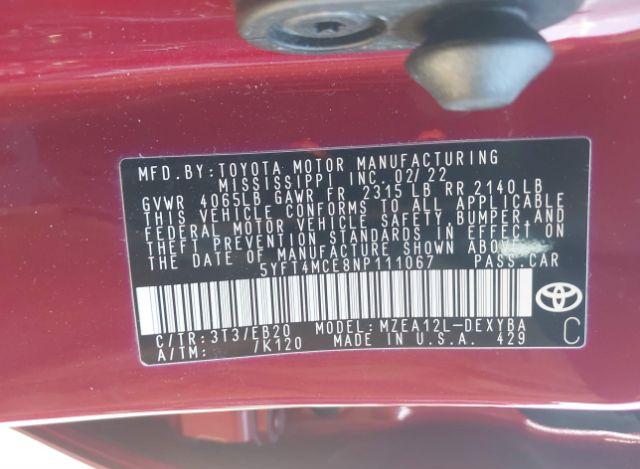 MFD.BY:TOYOTA MOTOR MANUFACTURING
MISSISSIPPI INC. 02/22
GVWR 4065LB GAWR FR 2315 LB RR 2140 LB
THIS VEHICLE CONFORMS TO ALL APPLICABLE
FEDERAL MOTOR VEHICLE SAFETY, BUMPER AND
THEFT PREVENTION STANDARDS IN EFFECT ON
THE DATE OF MANUFACTURE SHOWN ABOVE.
5YFT4MCE8NP111067 PASS.CAR
C/TR:3T3/EB20 MODEL:MZEA12L-DEXYBA
A/TM: /K120 MADE IN U.S.A. 429
C